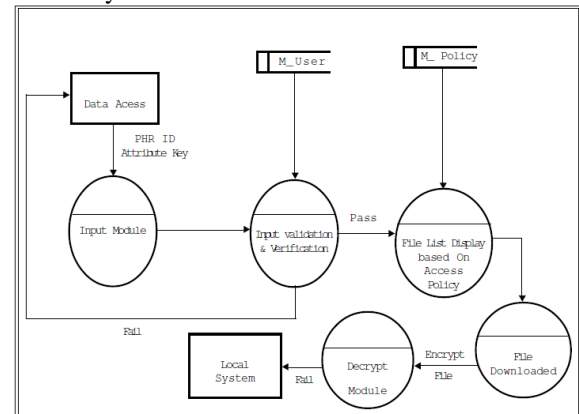 M_User
M_ Policy
Data Acess
PHR ID
Attribute Key
Input Module
Input validation
& Verification
Pass
File List Display
based On
Access
Policy
Fail
Local
System
Fail
Decrypt
Module
Encrypt
File
File
Downloaded